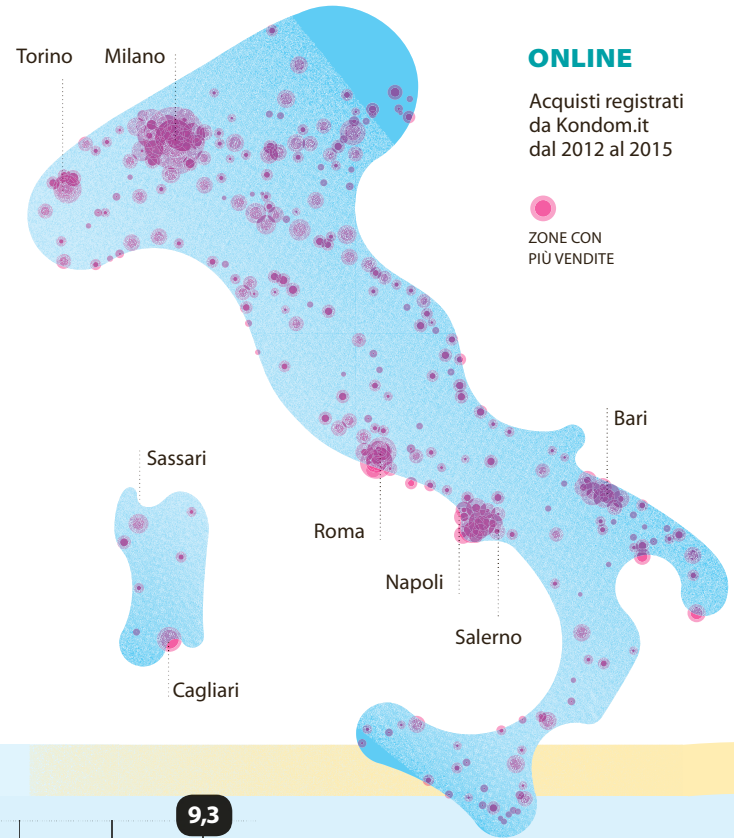 Torino
Milano
ONLINE
Acquisti registrati
da Kondom.it
dal 2012 al 2015
ZONE CON
PIÙ VENDITE
Bari
Sassari
Roma
Napoli
Salerno
Cagliari
9,3